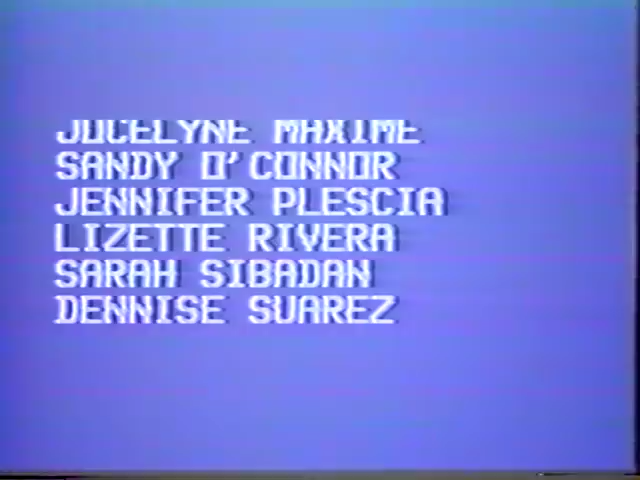 JOCELYNE MAXIME
SANDY O'CONNOR
JENNIFER PLESCIA
LIZETTE RIVERA
SARAH SIBADAN
DENNISE SUAREZ